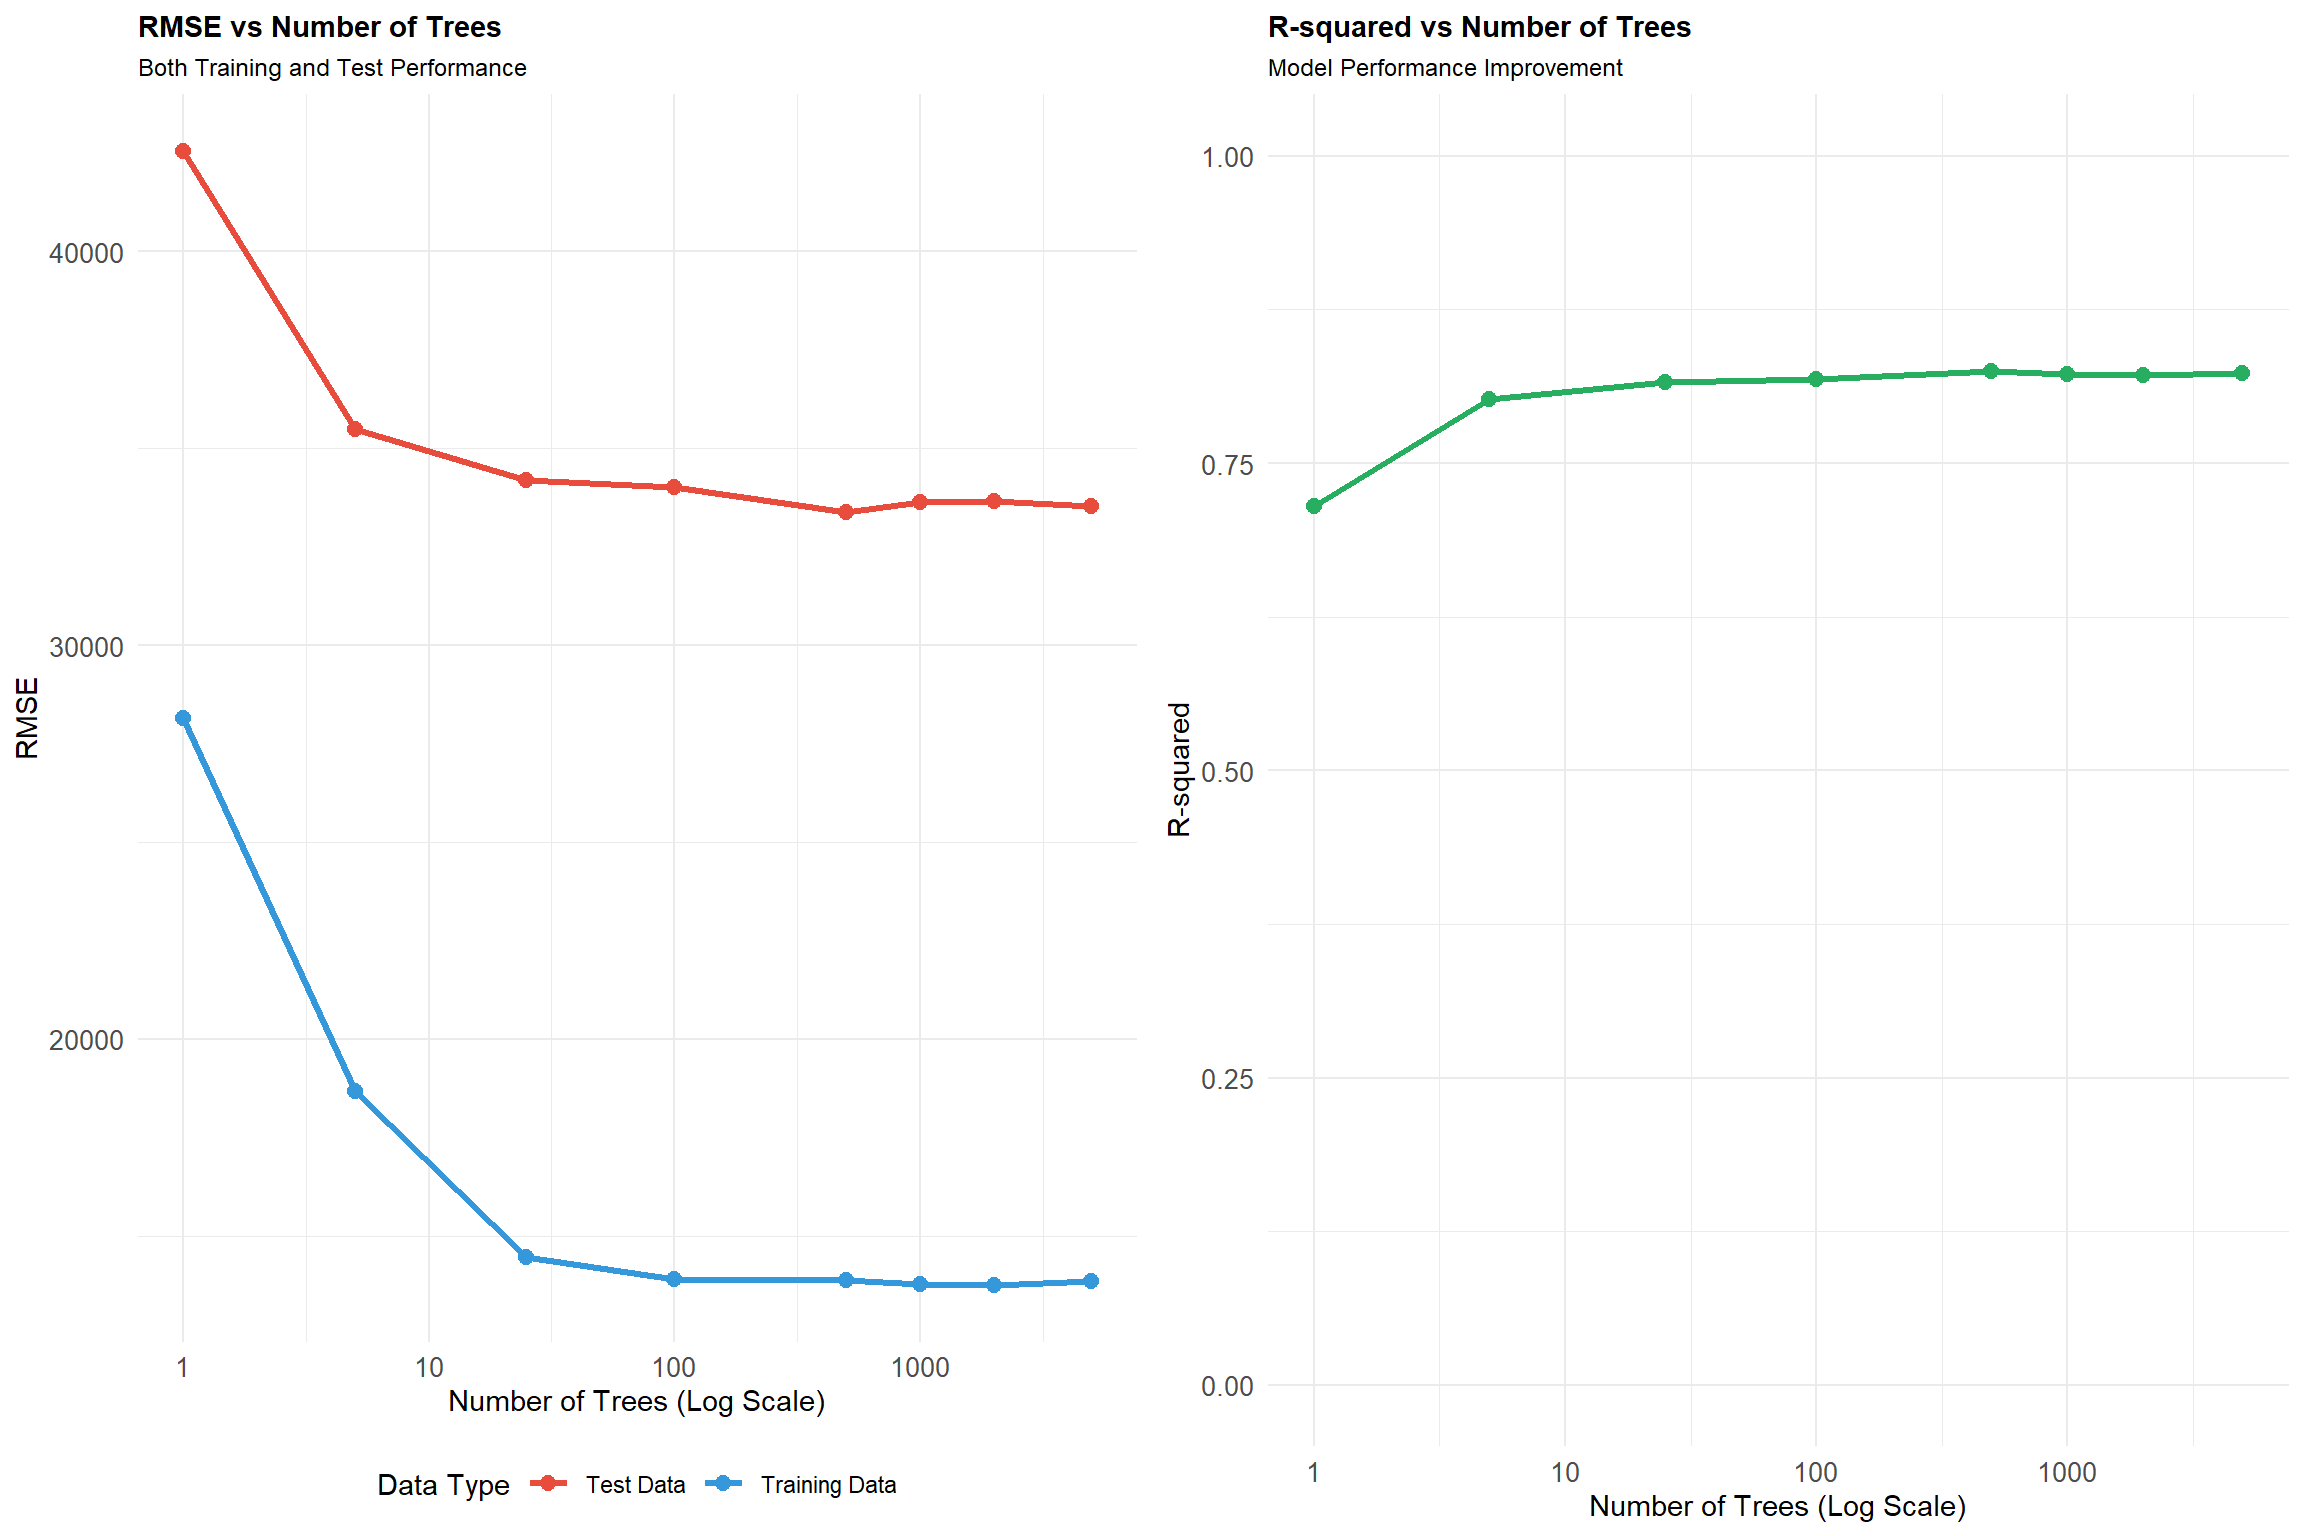 RMSE vs Number of Trees
Both Training and Test Performance
40000
30000
20000
RMSE
1 10 100 1000
Number of Trees (Log Scale)
Data Type Test Data Training Data
R-squared vs Number of Trees
Model Performance Improvement
1.00
0.75
0.50
0.25
0.00
R-squared
1 10 100 1000
Number of Trees (Log Scale)